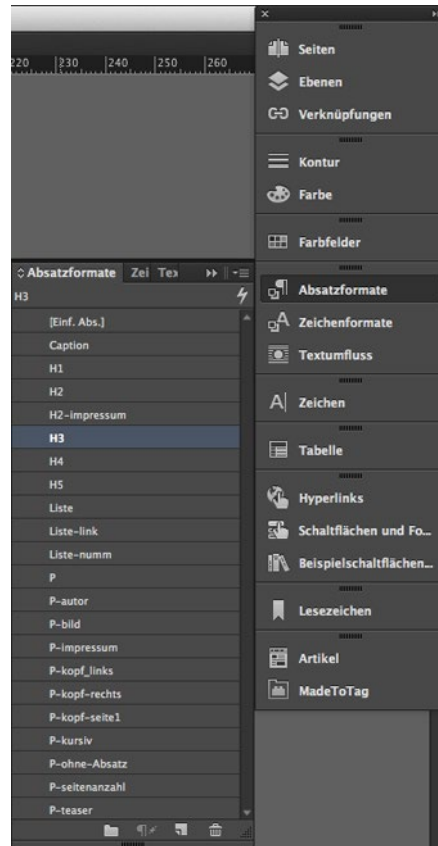 220 230 240 250 260
Absatzformate Zei Tex
H3
[Einf. Abs.]
Caption
H1
H2
H2-impressum
H3
H4
H5
Liste
Liste-link
Liste-numm
P
P-autor
P-bild
P-impressum
P-kopf_links
P-kopf-rechts
P-kopf-seite1
P-kursiv
P-ohne-Absatz
P-seitenanzahl
P-teaser
Seiten
Ebenen
Verknüpfungen
Kontur
Farbe
Farbfelder
Absatzformate
Zeichenformate
Textumfluss
Zeichen
Tabelle
Hyperlinks
Schaltflächen und Fo...
Beispielschaltflächen...
Lesezeichen
Artikel
MadeToTag